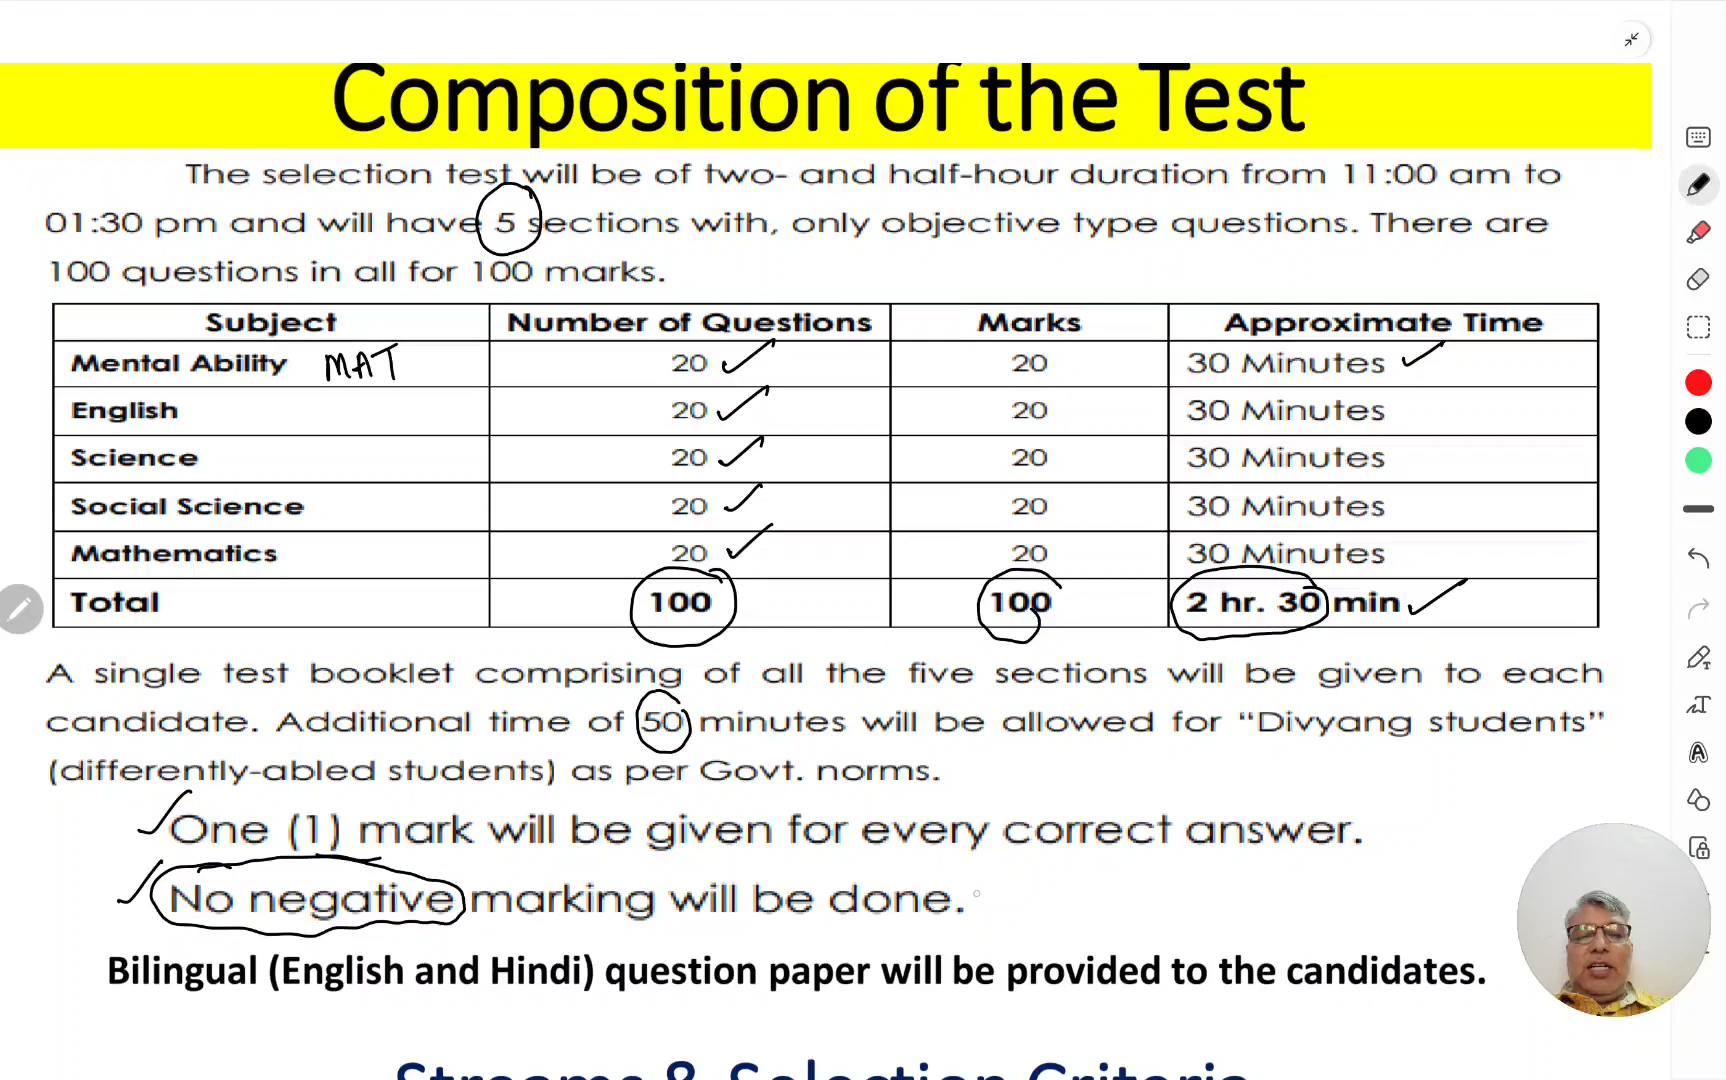 Composition of the Test
The selection test will be of two- and half-hour duration from 11:00 am to
01:30 pm and will have 5 sections with, only objective type questions. There are
100 questions in all for 100 marks.
Subject Number of Questions Marks Approximate Time
Mental Ability MAT 20 20 30 Minutes
English 20 20 30 Minutes
Science 20 20 30 Minutes
Social Science 20 20 30 Minutes
Mathematics 20 20 30 Minutes
Total 100 100 2 hr. 30 min
A single test booklet comprising of all the five sections will be given to each
candidate. Additional time of 50 minutes will be allowed for “Divyang students”
(differently-abled students) as per Govt. norms.
One (1) mark will be given for every correct answer.
No negative marking will be done.
Bilingual (English and Hindi) question paper will be provided to the candidates.
Streams & Selection Criteria